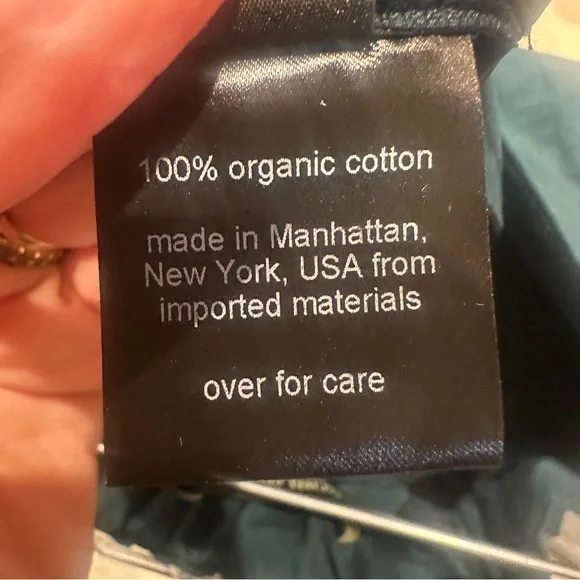 100% organic cotton
made in Manhattan,
New York, USA from
imported materials
over for care